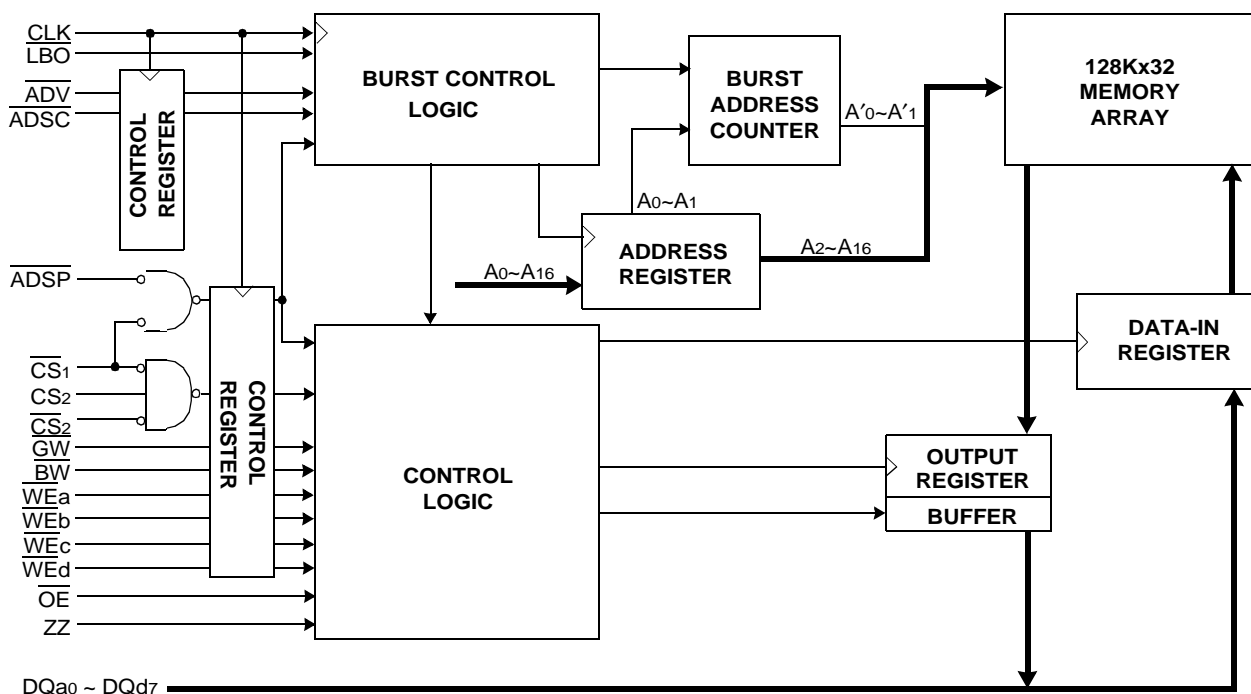 CLK
LBO
ADV
ADSC
CONTROL
REGISTER
BURST CONTROL
LOGIC
BURST
ADDRESS
COUNTER
A′0~A′1
128Kx32
MEMORY
ARRAY
A0~A1
ADDRESS
REGISTER
A2~A16
A0~A16
ADSP
CS1
CS2
CS2
GW
BW
WEa
WEb
WEc
WEd
OE
ZZ
CONTROL
REGISTER
CONTROL
LOGIC
DATA-IN
REGISTER
OUTPUT
REGISTER
BUFFER
DQa0 ~ DQd7